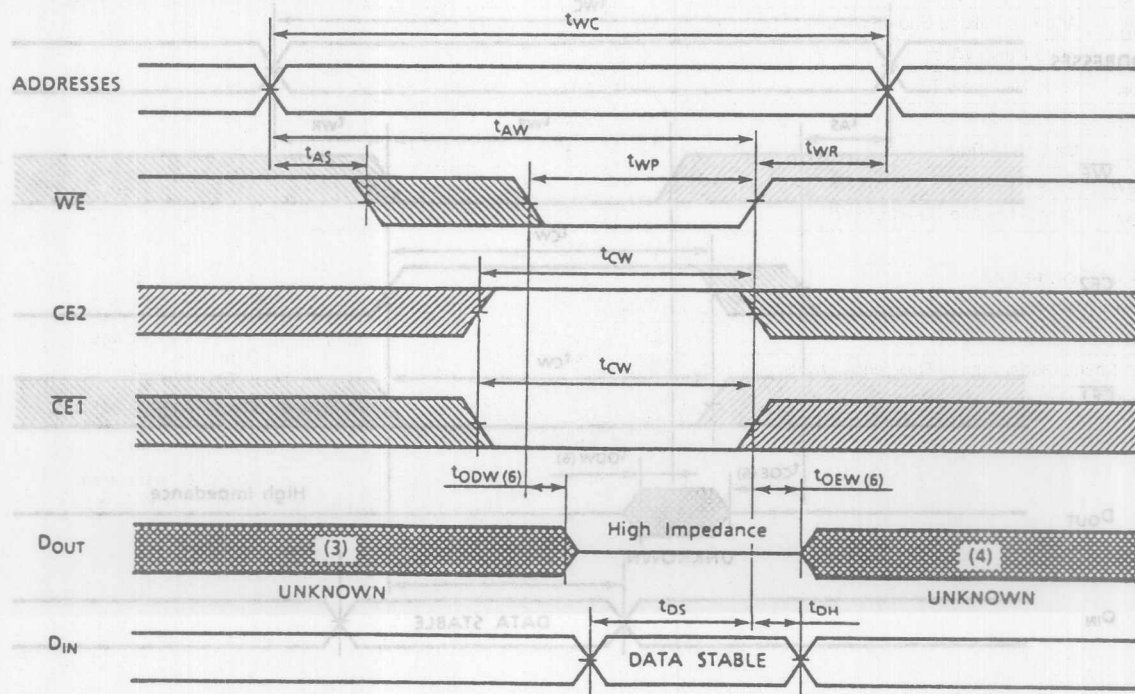 tWC
ADDRESSES
tAW
tAS
tWP
tWR
WE
tCW
CE2
tCW
CE1
tODW (6)
tOEW (6)
High Impedance
DOUT
(3)
(4)
UNKNOWN
UNKNOWN
tDS
tDH
DIN
DATA STABLE